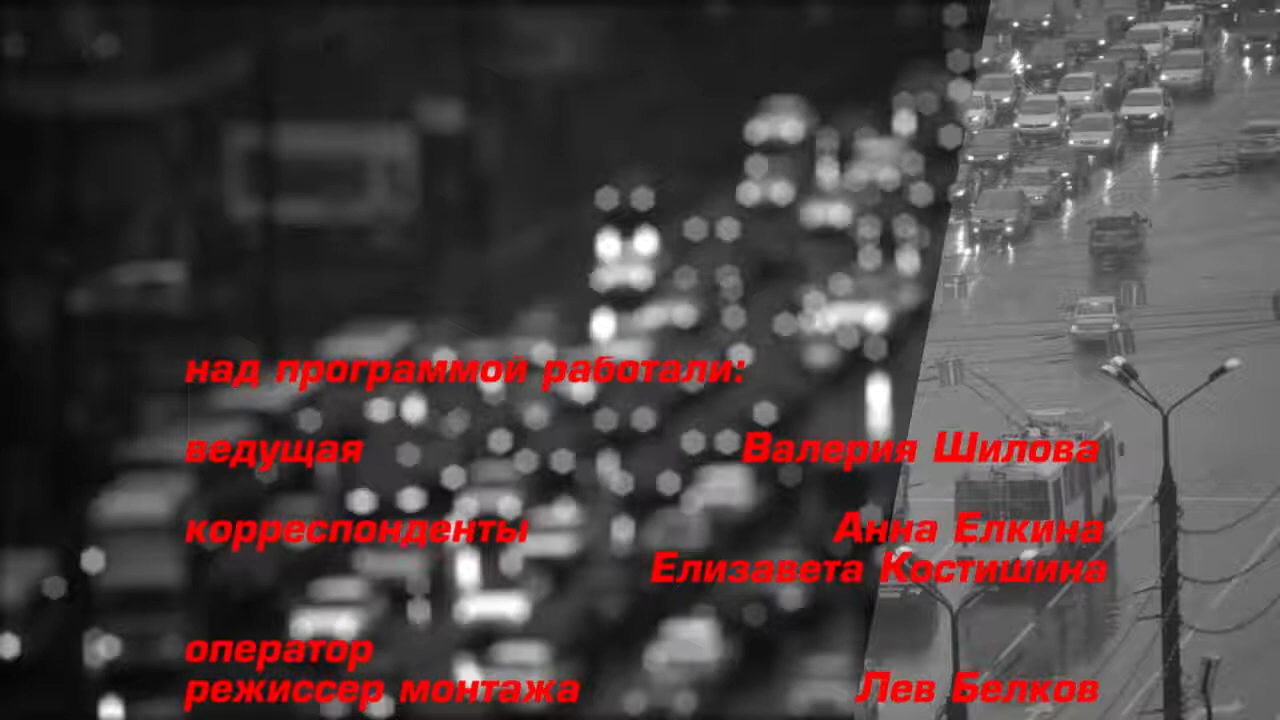 над программой работали:
ведущая Валерия Шилова
корреспонденты Анна Елкина
Елизавета Костишина
оператор
режиссер монтажа Лев Белков